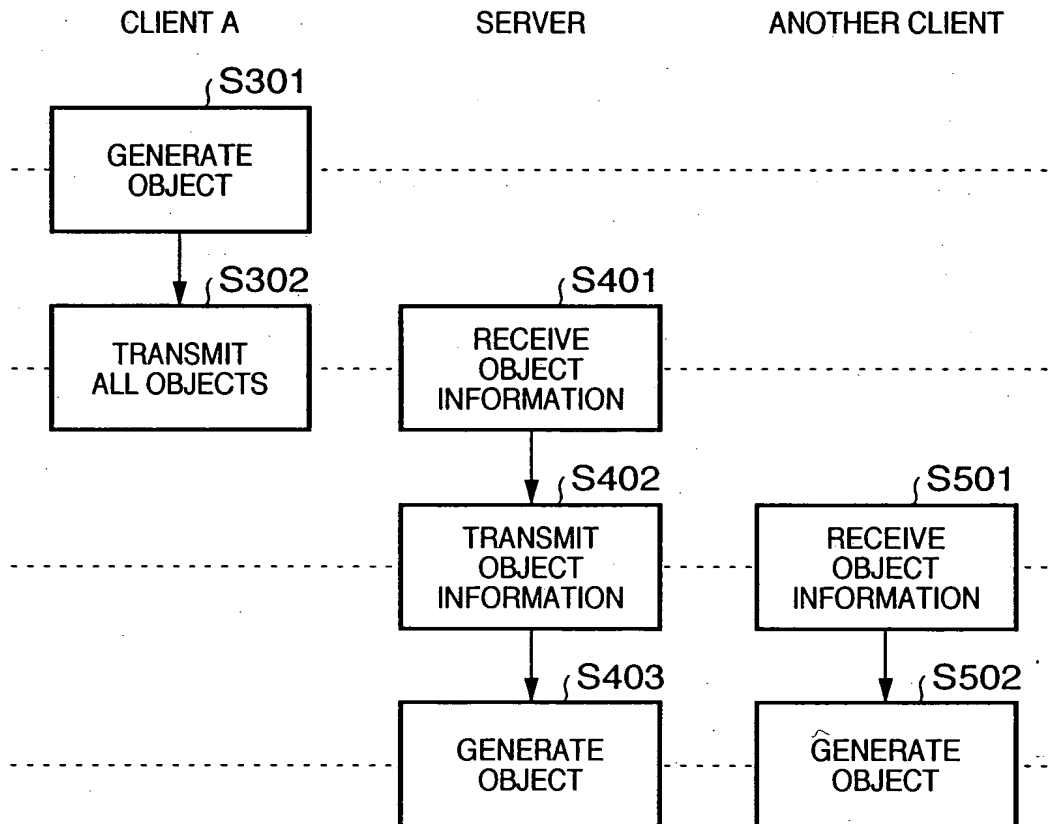 CLIENT A
SERVER
ANOTHER CLIENT
S301
GENERATE
OBJECT
S302
TRANSMIT
ALL OBJECTS
S401
RECEIVE
OBJECT
INFORMATION
S402
TRANSMIT
OBJECT
INFORMATION
S501
RECEIVE
OBJECT
INFORMATION
S403
GENERATE
OBJECT
S502
GENERATE
OBJECT